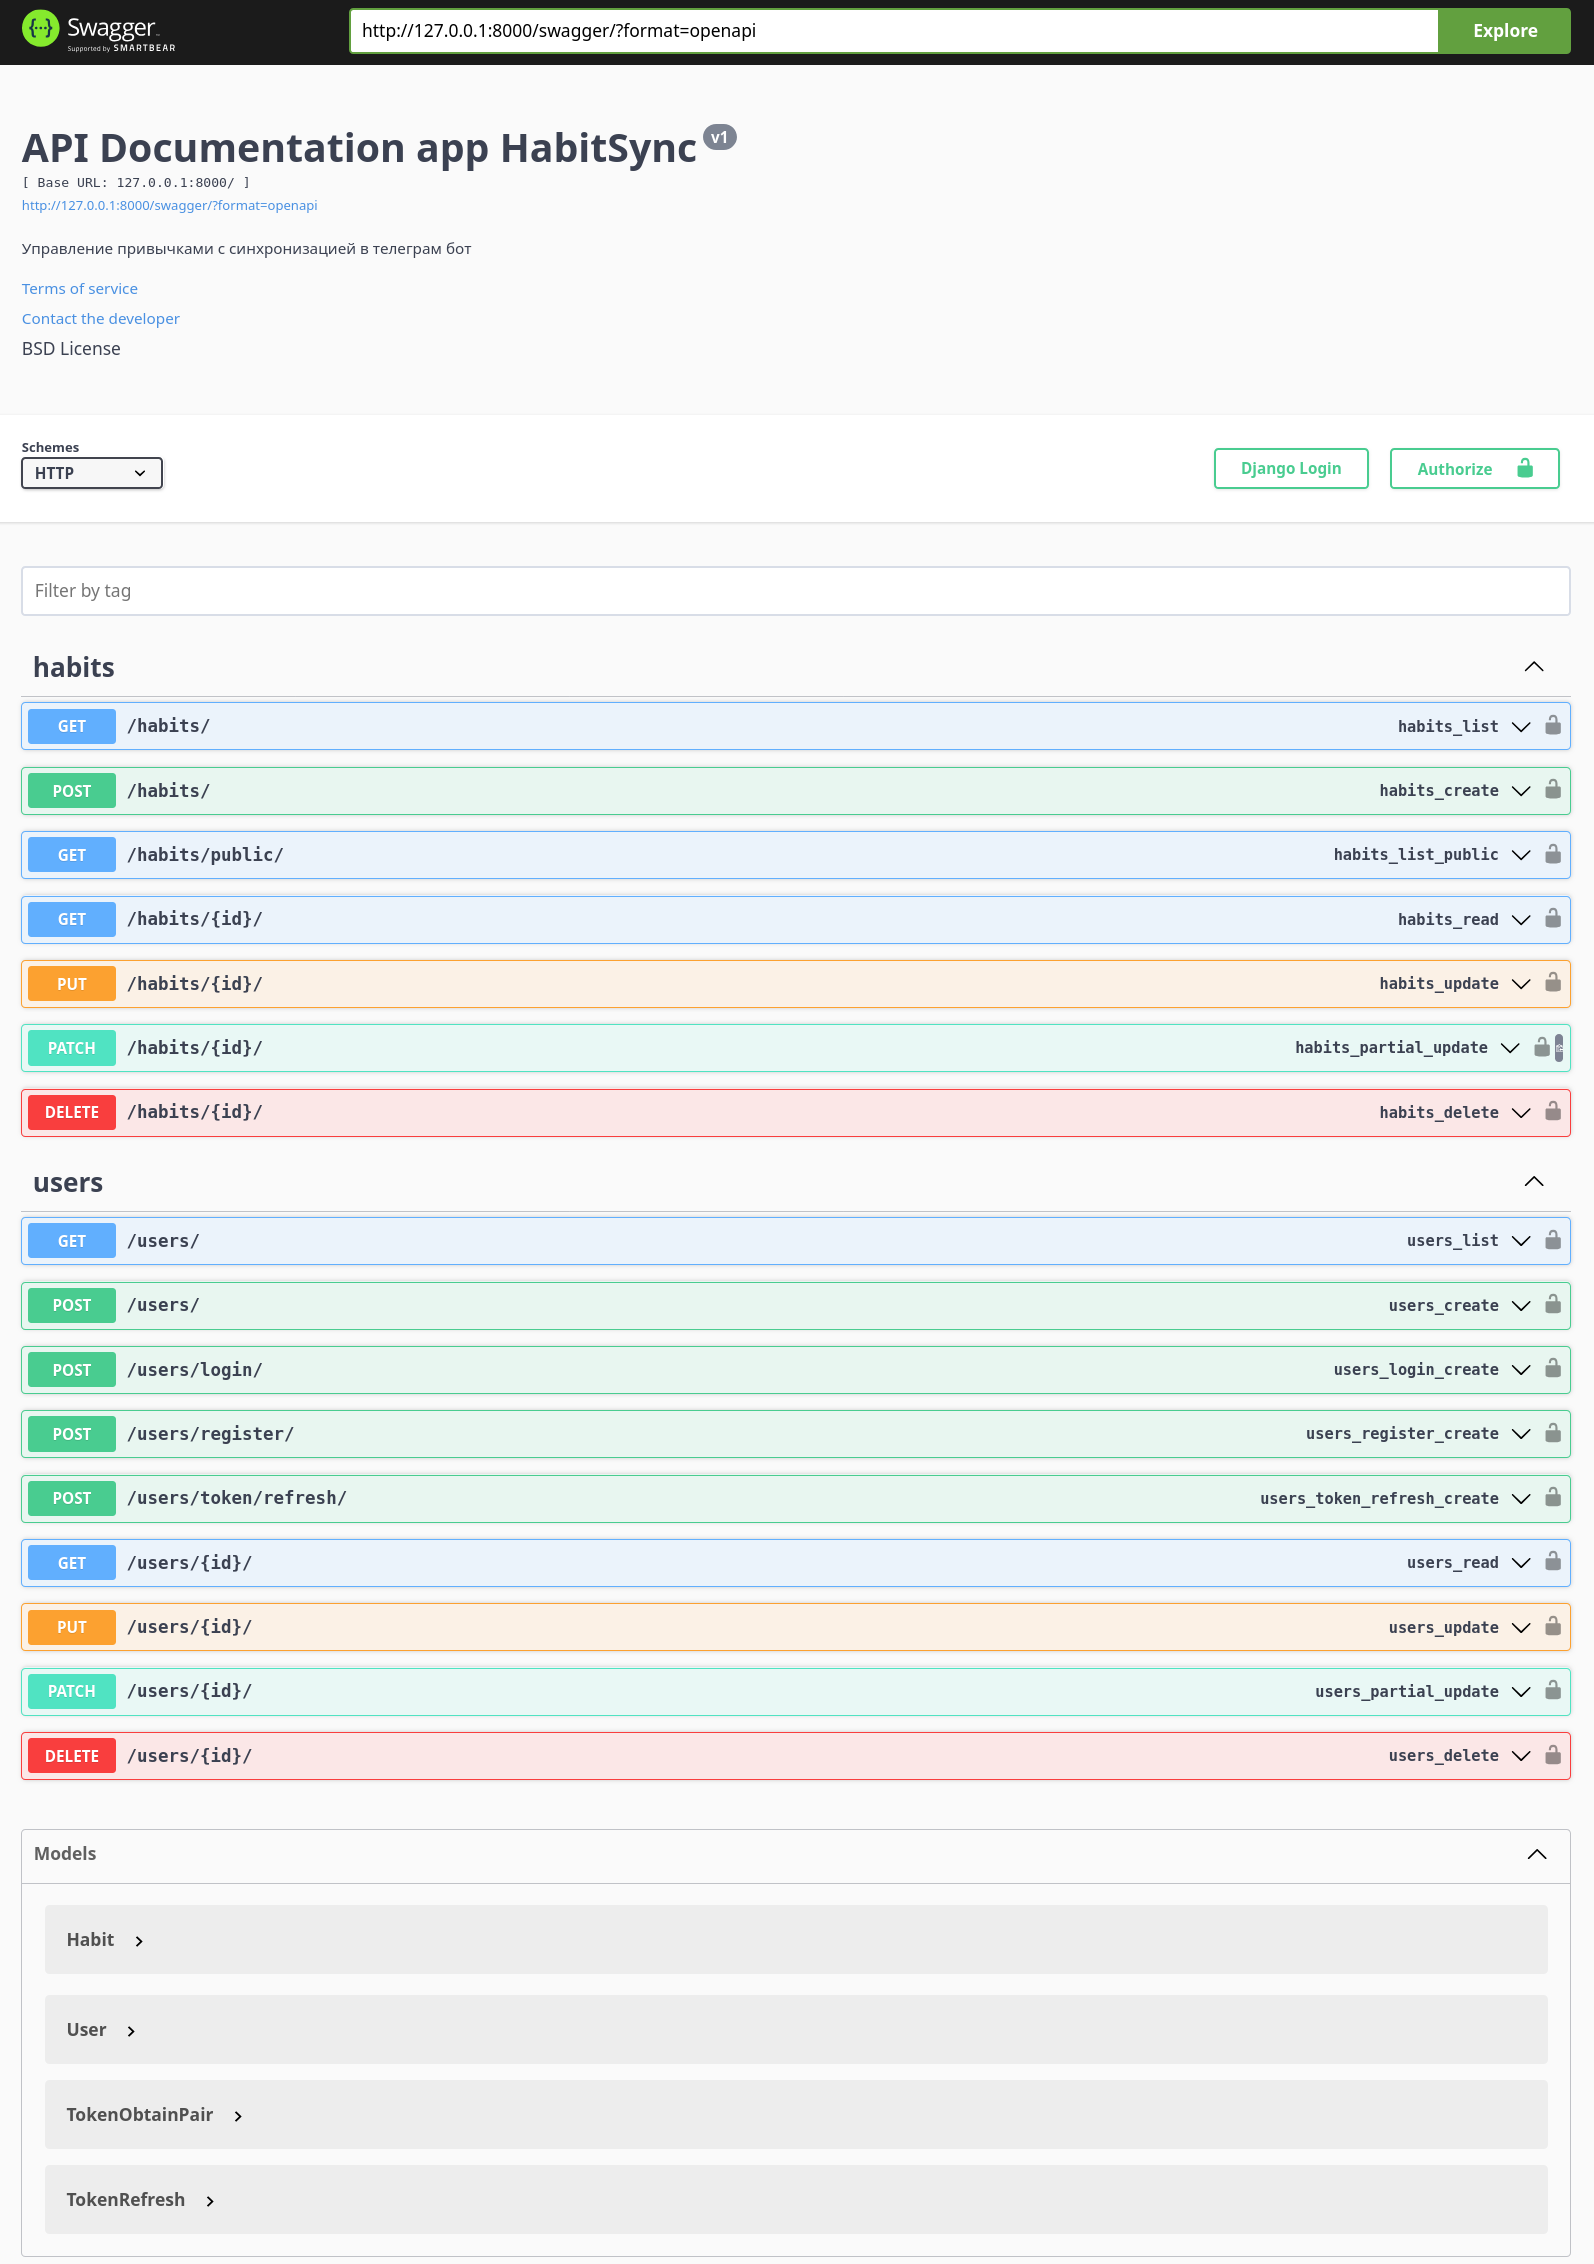 Swagger
Supported by SMARTBEAR
http://127.0.0.1:8000/swagger/?format=openapi
Explore
API Documentation app HabitSync v1
[ Base URL: 127.0.0.1:8000/ ]
http://127.0.0.1:8000/swagger/?format=openapi
Управление привычками с синхронизацией в телеграм бот
Terms of service
Contact the developer
BSD License
Schemes
HTTP
Django Login
Authorize
Filter by tag
habits
GET /habits/ habits_list
POST /habits/ habits_create
GET /habits/public/ habits_list_public
GET /habits/{id}/ habits_read
PUT /habits/{id}/ habits_update
PATCH /habits/{id}/ habits_partial_update
DELETE /habits/{id}/ habits_delete
users
GET /users/ users_list
POST /users/ users_create
POST /users/login/ users_login_create
POST /users/register/ users_register_create
POST /users/token/refresh/ users_token_refresh_create
GET /users/{id}/ users_read
PUT /users/{id}/ users_update
PATCH /users/{id}/ users_partial_update
DELETE /users/{id}/ users_delete
Models
Habit
User
TokenObtainPair
TokenRefresh